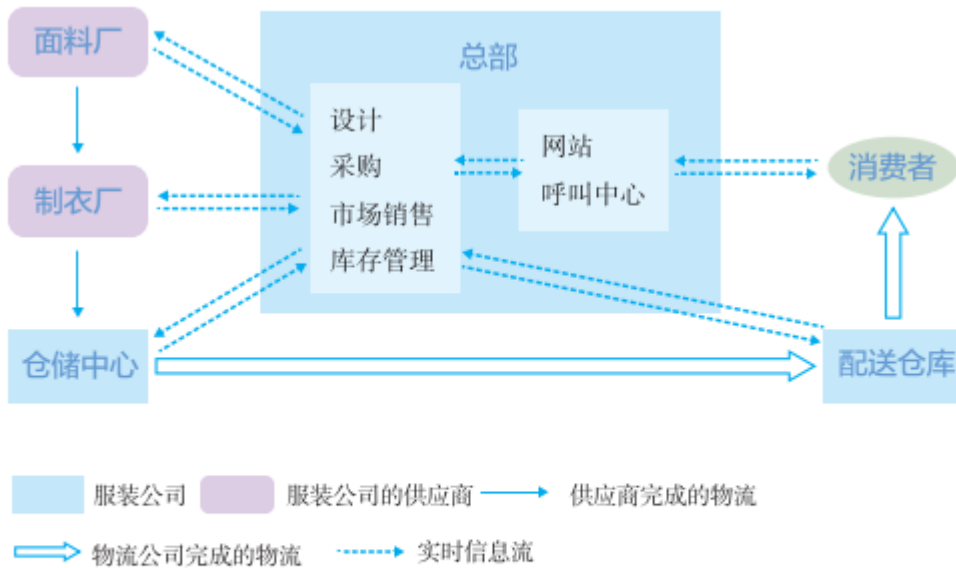 面料厂
总部
设计
采购
市场销售
库存管理
网站
呼叫中心
消费者
制衣厂
仓储中心
配送仓库
服装公司
服装公司的供应商
供应商完成的物流
物流公司完成的物流
实时信息流